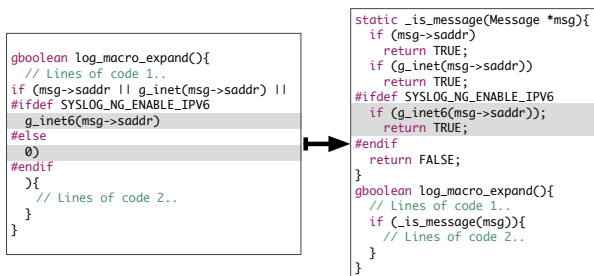 gboolean log_macro_expand(){
// Lines of code 1..
if (msg->saddr || g_inet(msg->saddr) ||
#ifdef SYSLOG_NG_ENABLE_IPV6
g_inet6(msg->saddr)
#else
0)
#endif
){
// Lines of code 2..
}
}
static _is_message(Message *msg){
if (msg->saddr)
return TRUE;
if (g_inet(msg->saddr))
return TRUE;
#ifdef SYSLOG_NG_ENABLE_IPV6
if (g_inet6(msg->saddr));
return TRUE;
#endif
return FALSE;
}
gboolean log_macro_expand(){
// Lines of code 1..
if (_is_message(msg)){
// Lines of code 2..
}
}